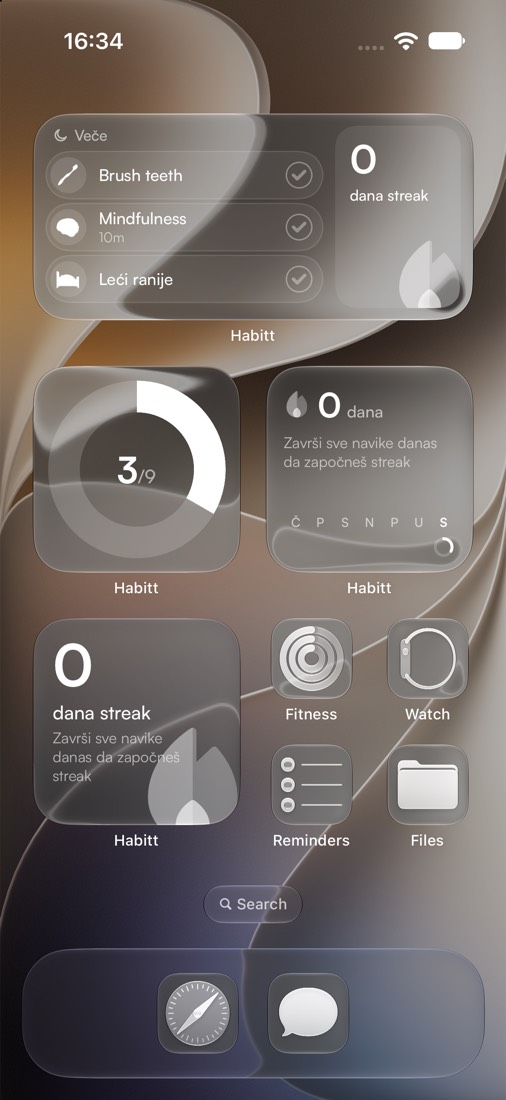 16:34
Veče
Brush teeth
Mindfulness
10m
Leći ranije
0
dana streak
Habitt
3/9
Habitt
0 dana
Završi sve navike danas
da započneš streak
Č P S N P U S
Habitt
0
dana streak
Završi sve navike
danas da započneš
streak
Habitt
Fitness
Watch
Reminders
Files
Search